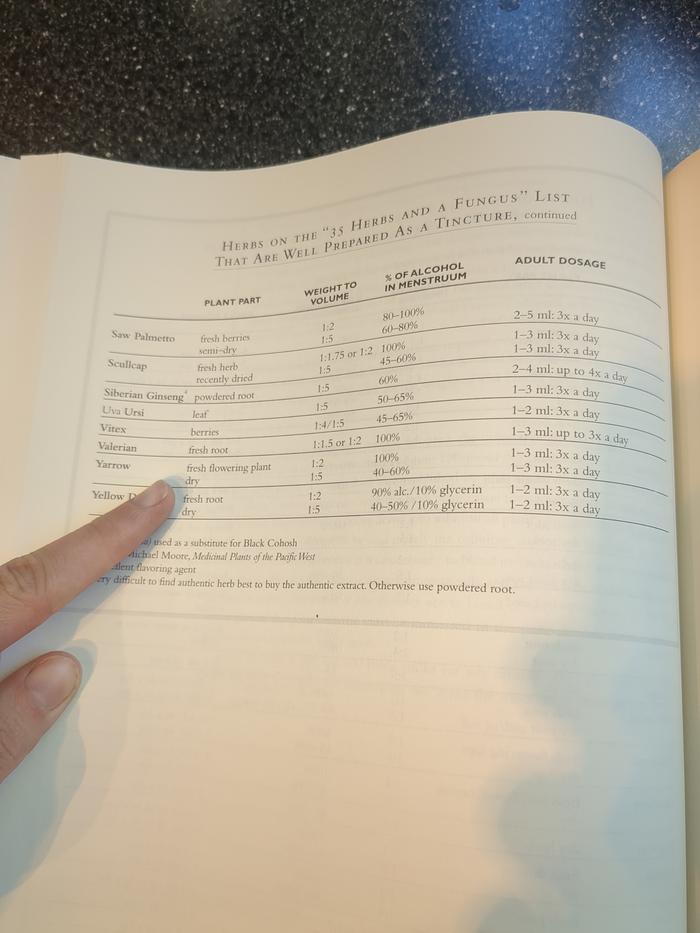 HERBS ON THE "35 HERBS AND A FUNGUS" LIST
THAT ARE WELL PREPARED AS A TINCTURE, continued
PLANT PART WEIGHT TO VOLUME % OF ALCOHOL IN MENSTRUUM ADULT DOSAGE
Saw Palmetto fresh berries 1:2 80–100% 2–5 ml: 3x a day
semi-dry 1:5 60–80% 1–3 ml: 3x a day
Scullcap fresh herb 1:1.75 or 1:2 100% 1–3 ml: 3x a day
recently dried 1:5 45–60% 2–4 ml: up to 4x a day
Siberian Ginseng powdered root 1:5 60% 1–3 ml: 3x a day
Uva Ursi leaf 1:5 50–65% 1–2 ml: 3x a day
Vitex berries 1:4/1:5 45–65% 1–3 ml: up to 3x a day
Valerian fresh root 1:1.5 or 1:2 100% 1–3 ml: 3x a day
Yarrow fresh flowering plant 1:2 100% 1–3 ml: 3x a day
dry 1:5 40–60%
Yellow fresh root 1:2 90% alc./10% glycerin 1–2 ml: 3x a day
dry 1:5 40–50% /10% glycerin 1–2 ml: 3x a day
used as a substitute for Black Cohosh
Moore, Medicinal Plants of the Pacific West
flavoring agent
difficult to find authentic herb best to buy the authentic extract. Otherwise use powdered root.